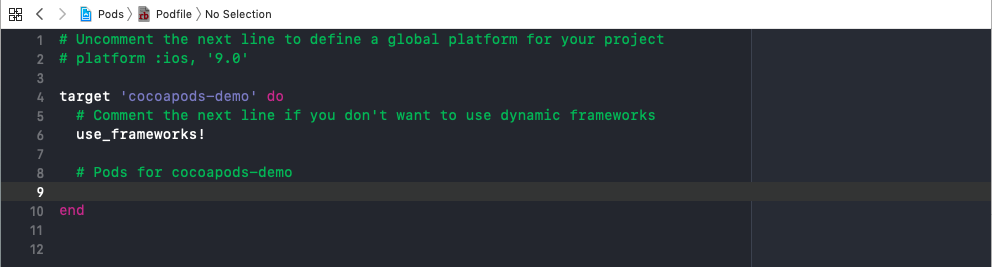 Pods Podfile No Selection
1 # Uncomment the next line to define a global platform for your project
2 # platform :ios, '9.0'
3
4 target 'cocoapods-demo' do
5 # Comment the next line if you don't want to use dynamic frameworks
6 use_frameworks!
7
8 # Pods for cocoapods-demo
9
10 end
11
12